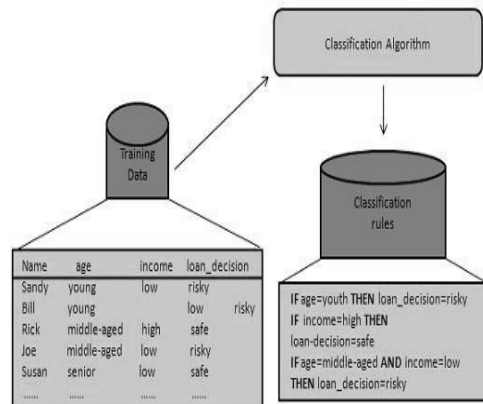 Classification Algorithm
Training
Data
Classification
rules
Name age income loan_decision
Sandy young low risky
Bill young low risky
Rick middle-aged high safe
Joe middle-aged low risky
Susan senior low safe
...... ...... ...... ......
IF age=youth THEN loan_decision=risky
IF income=high THEN
loan-decision=safe
IF age=middle-aged AND income=low
THEN loan_decision=risky